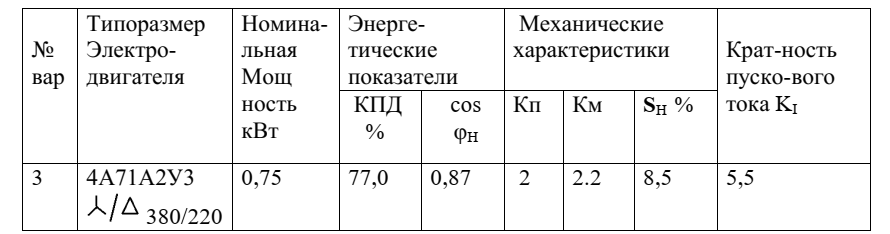 №
вар
Типоразмер
Электро-
двигателя
Номина-
льная
Мощ
ность
кВт
Энерге-
тические
показатели
Механические
характеристики
Крат-ность
пуско-вого
тока KI
КПД
%
cos
φН
Кп
Км
SН %
3
4А71А2У3
⅄/Δ 380/220
0,75
77,0
0,87
2
2.2
8,5
5,5